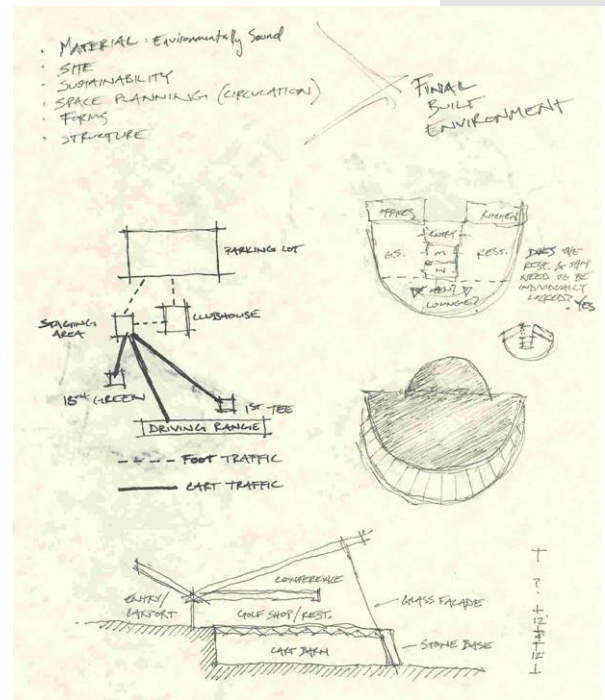 · MATERIAL : Environmentally Sound
· SITE
- SUSTAINABILITY
· SPACE PLANNING (CIRCULATION)
· FORMS
· STRUCTURE
FINAL
BUILT
ENVIRONMENT
PARKING LOT
STAGING
AREA
CLUBHOUSE
18TH GREEN
1ST TEE
DRIVING RANGE
---- FOOT TRAFFIC
—— CART TRAFFIC
OFFICES
KITCHEN
ENTRY
G.S.
M
REST.
OPEN?
LOUNGE?
DOES THE
REST. & SHOP
NEED TO BE
INDIVIDUALLY
LOCKED?
· YES
ENTRY/
CARPORT
CONFERENCE
GOLF SHOP/REST.
CART BARN
GLASS FACADE
STONE BASE
?
12'
12'